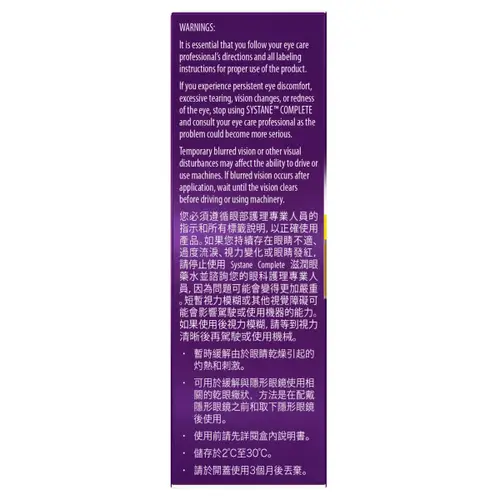 WARNINGS:
It is essential that you follow your eye care
professional's directions and all labeling
instructions for proper use of the product.
If you experience persistent eye discomfort,
excessive tearing, vision changes, or redness
of the eye, stop using SYSTANE™ COMPLETE
and consult your eye care professional as the
problem could become more serious.
Temporary blurred vision or other visual
disturbances may affect the ability to drive or
use machines. If blurred vision occurs after
application, wait until the vision clears
before driving or using machinery.
您必須遵循眼部護理專業人員的
指示和所有標籤說明,以正確使用
產品。如果您持續存在眼睛不適、
過度流淚、視力變化或眼睛發紅,
請停止使用 Systane Complete 滋潤眼
藥水並諮詢您的眼科護理專業人
員,因為問題可能會變得更加嚴重
。短暫視力模糊或其他視覺障礙可
能會影響駕駛或使用機器的能力。
如果使用後視力模糊,請等到視力
清晰後再駕駛或使用機械。
· 暫時緩解由於眼睛乾燥引起的
灼熱和刺激。
· 可用於緩解與隱形眼鏡使用相
關的乾眼癥狀，方法是在配戴
隱形眼鏡之前和取下隱形眼鏡
後使用。
· 使用前請先詳閱盒內說明書。
· 儲存於2°C至30°C。
· 請於開蓋使用3個月後丟棄。